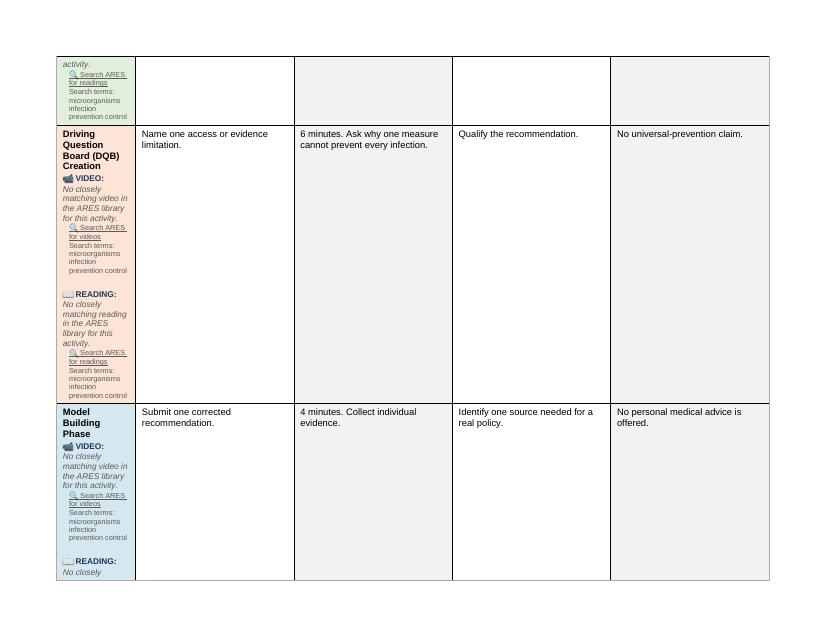 activity.
🔍 Search ARES
for readings
Search terms:
microorganisms
infection
prevention control
Driving
Question
Board (DQB)
Creation
📹 VIDEO:
No closely
matching video in
the ARES library
for this activity.
🔍 Search ARES
for videos
Search terms:
microorganisms
infection
prevention control
📖 READING:
No closely
matching reading
in the ARES
library for this
activity.
🔍 Search ARES
for readings
Search terms:
microorganisms
infection
prevention control
Name one access or evidence
limitation.
6 minutes. Ask why one measure
cannot prevent every infection.
Qualify the recommendation.
No universal-prevention claim.
Model
Building
Phase
📹 VIDEO:
No closely
matching video in
the ARES library
for this activity.
🔍 Search ARES
for videos
Search terms:
microorganisms
infection
prevention control
📖 READING:
No closely
Submit one corrected
recommendation.
4 minutes. Collect individual
evidence.
Identify one source needed for a
real policy.
No personal medical advice is
offered.